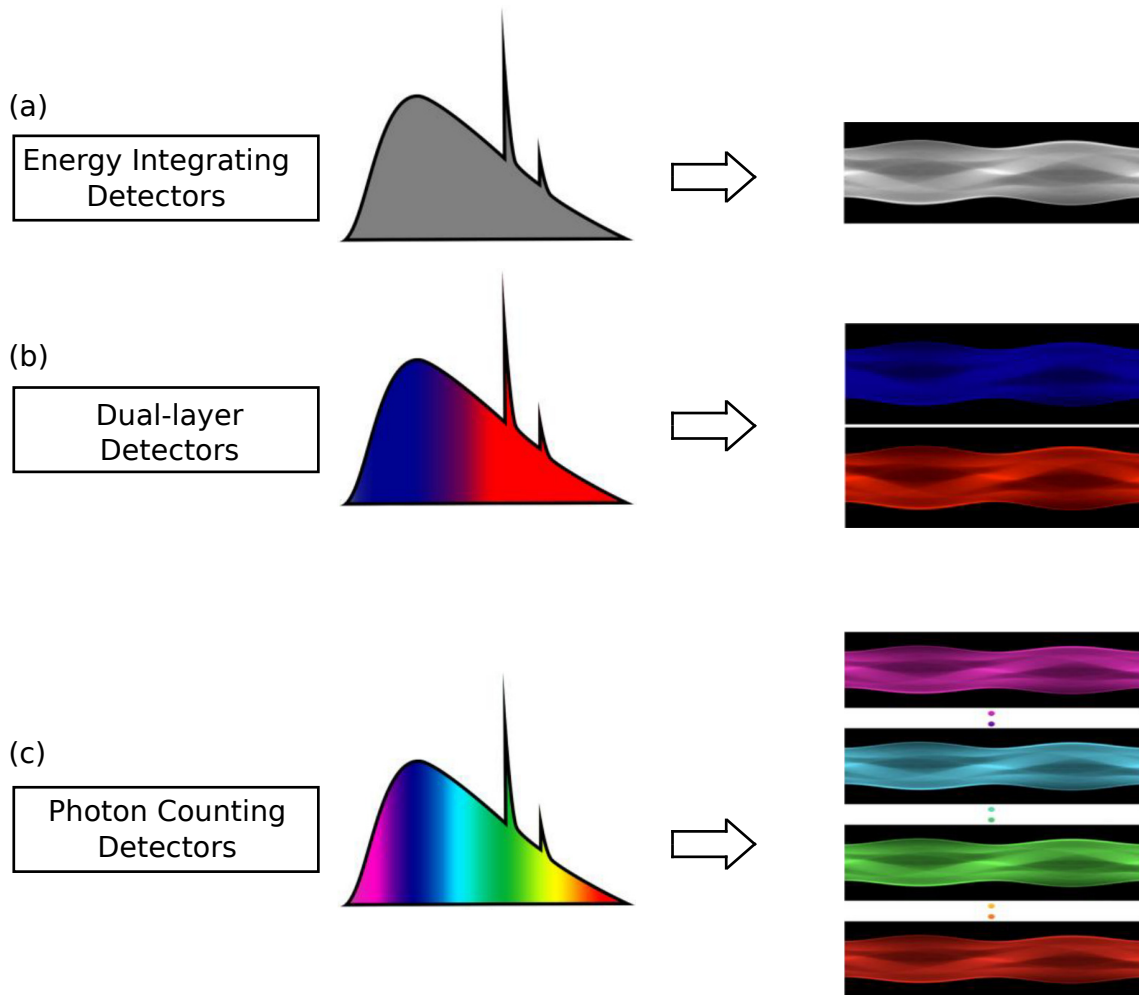 (a)
Energy Integrating
Detectors
(b)
Dual-layer
Detectors
(c)
Photon Counting
Detectors